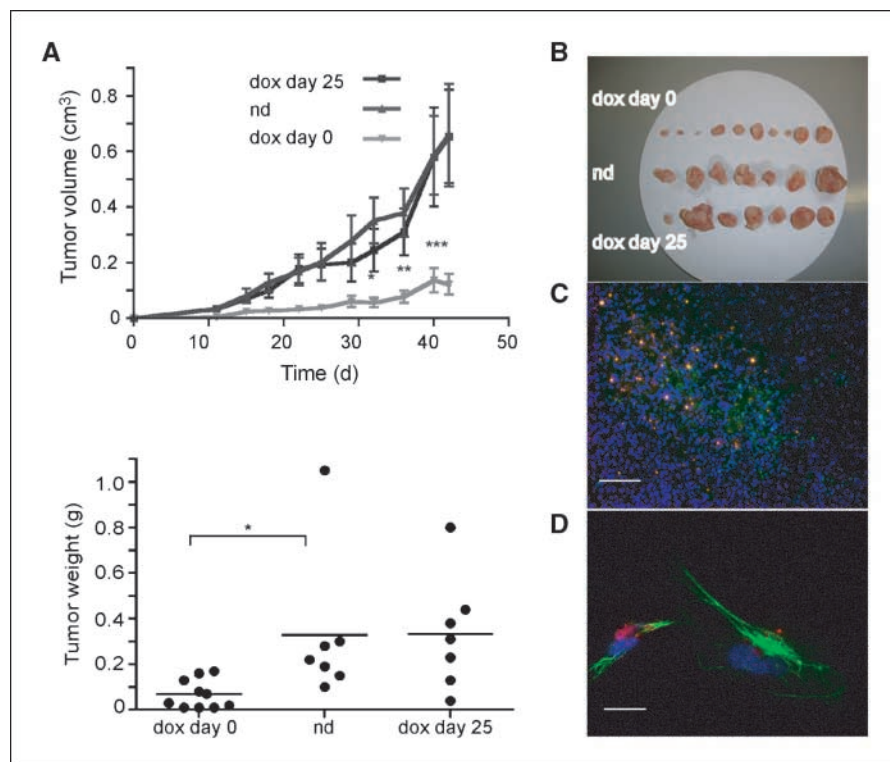 A
dox day 25
nd
dox day 0
Tumor volume (cm³)
0.8
0.6
0.4
0.2
0
***
**
*
0 10 20 30 40 50
Time (d)
Tumor weight (g)
1.0
0.8
0.6
0.4
0.2
0
*
dox day 0 nd dox day 25
B
dox day 0
nd
dox day 25
C
D